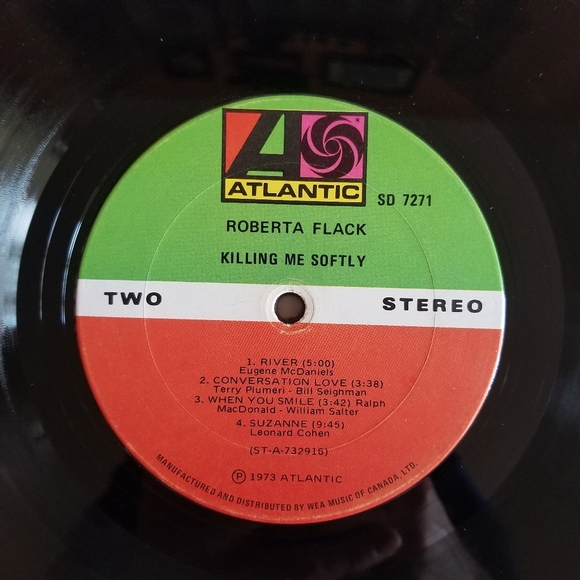 ATLANTIC
SD 7271
ROBERTA FLACK
KILLING ME SOFTLY
TWO STEREO
1. RIVER (5:00)
Eugene McDaniels
2. CONVERSATION LOVE (3:38)
Terry Plumeri - Bill Seighman
3. WHEN YOU SMILE (3:42) Ralph
MacDonald - William Salter
4. SUZANNE (9:45)
Leonard Cohen
(ST-A-732916)
Ⓟ 1973 ATLANTIC
MANUFACTURED AND DISTRIBUTED BY WEA MUSIC OF CANADA, LTD.